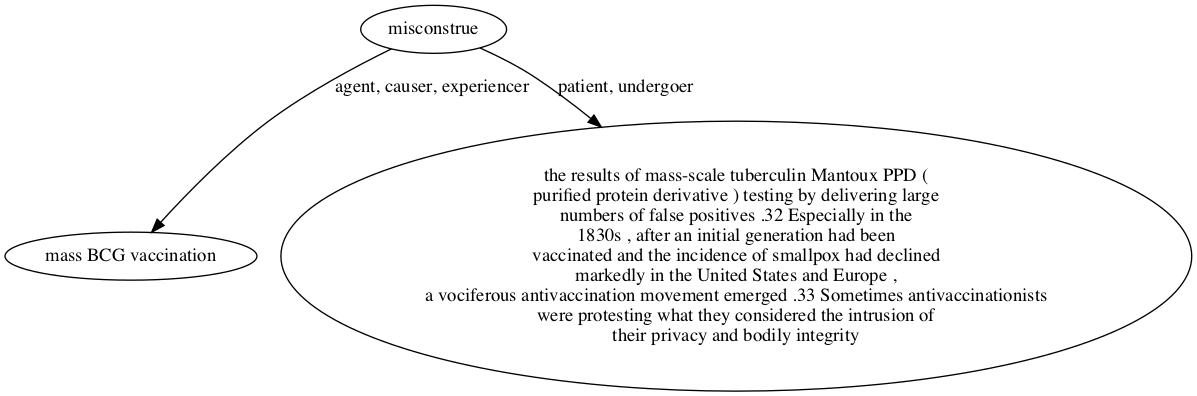 misconstrue
agent, causer, experiencer
patient, undergoer
mass BCG vaccination
the results of mass-scale tuberculin Mantoux PPD (
purified protein derivative ) testing by delivering large
numbers of false positives .32 Especially in the
1830s , after an initial generation had been
vaccinated and the incidence of smallpox had declined
markedly in the United States and Europe ,
a vociferous antivaccination movement emerged .33 Sometimes antivaccinationists
were protesting what they considered the intrusion of
their privacy and bodily integrity